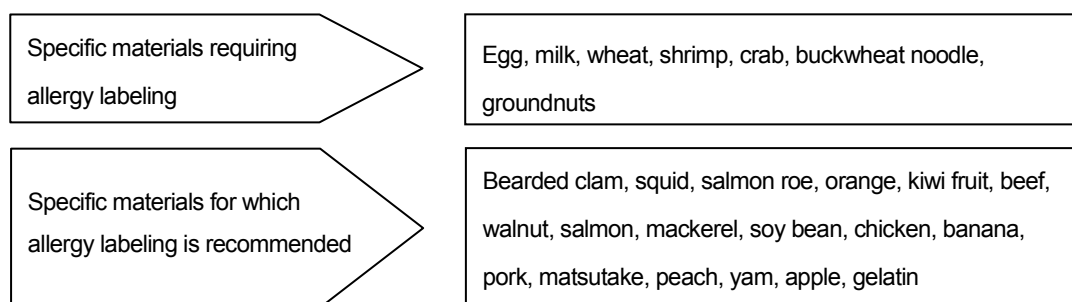 Specific materials requiring
allergy labeling
Egg, milk, wheat, shrimp, crab, buckwheat noodle,
groundnuts
Specific materials for which
allergy labeling is recommended
Bearded clam, squid, salmon roe, orange, kiwi fruit, beef,
walnut, salmon, mackerel, soy bean, chicken, banana,
pork, matsutake, peach, yam, apple, gelatin